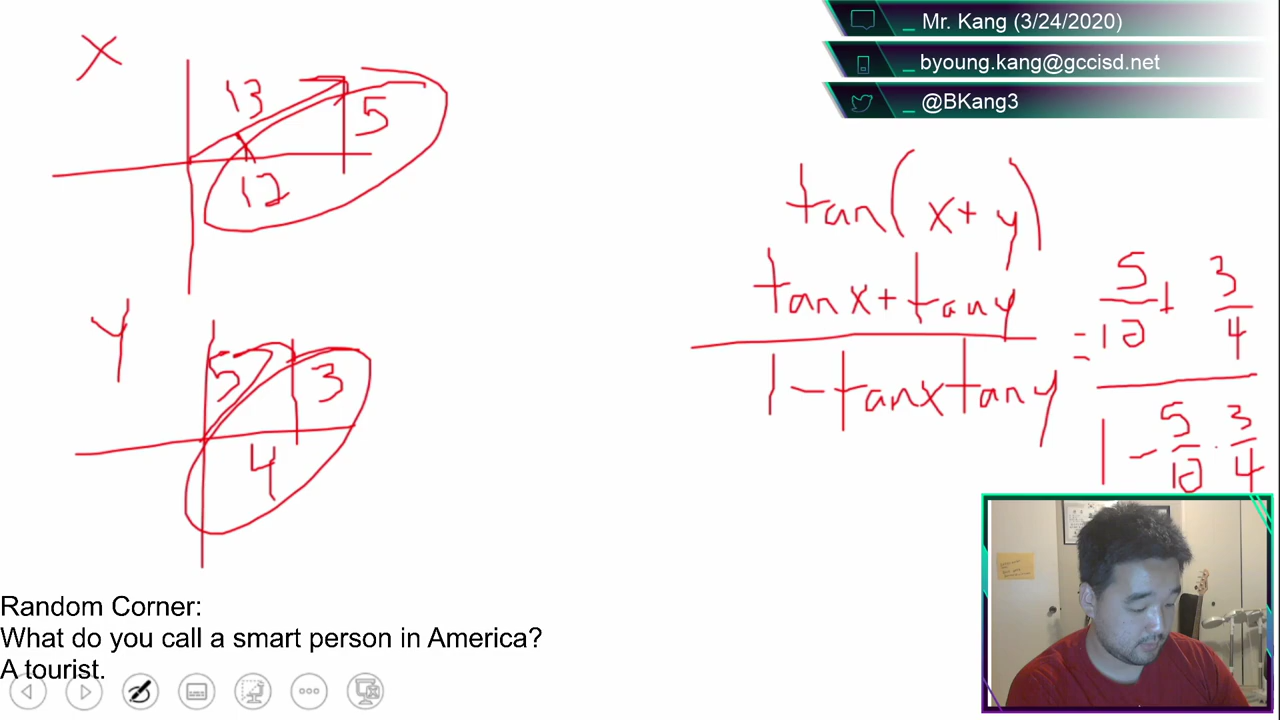 _ Mr. Kang (3/24/2020)
_ byoung.kang@gccisd.net
_ @BKang3
X
13
5
12
y
5
3
4
tan(x+y)
tanx+tany
1-tanxtany
=
5/12 + 3/4
1 - 5/12 · 3/4
Random Corner:
What do you call a smart person in America?
A tourist.